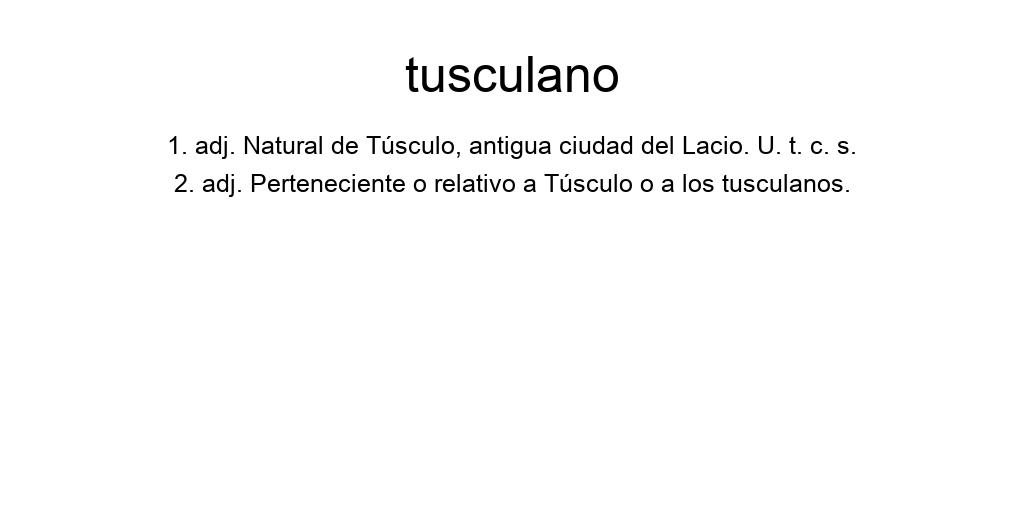 tusculano
1. adj. Natural de Túsculo, antigua ciudad del Lacio. U. t. c. s.
2. adj. Perteneciente o relativo a Túsculo o a los tusculanos.